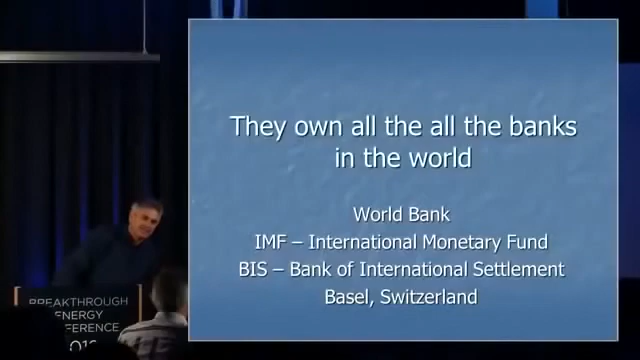 They own all the all the banks
in the world
World Bank
IMF – International Monetary Fund
BIS – Bank of International Settlement
Basel, Switzerland
BREAKTHROUGH
ENERGY
FERENCE